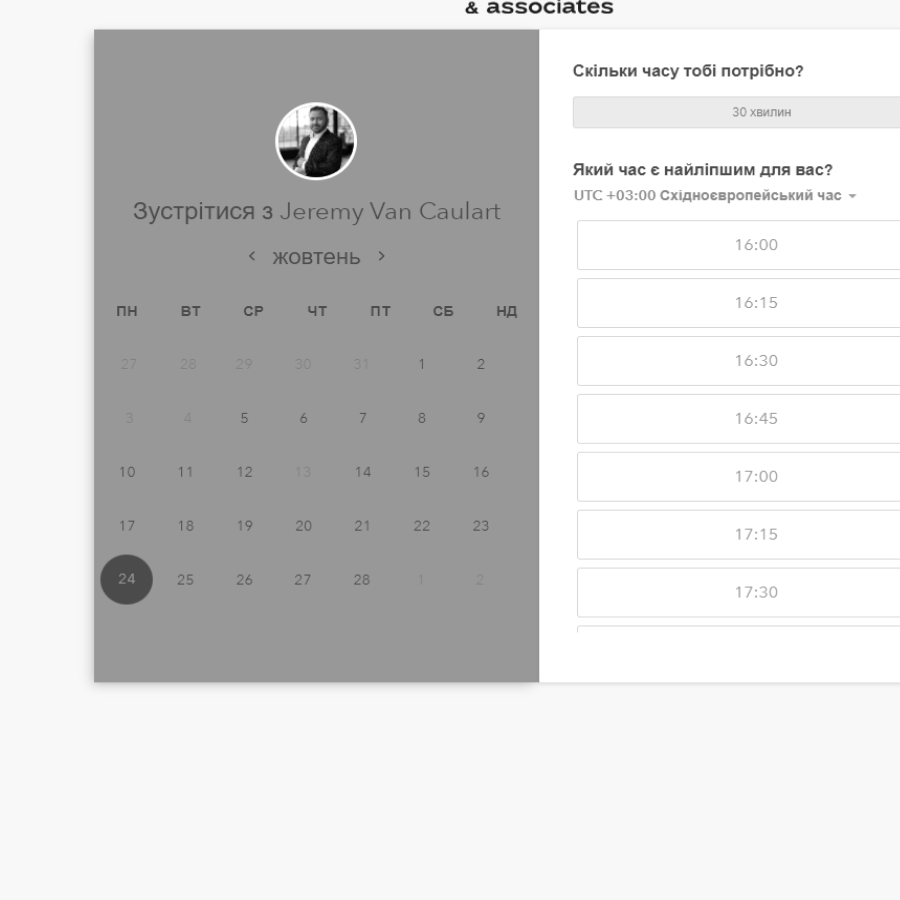 & associates
Зустрітися з Jeremy Van Caulart
жовтень
ПН ВТ СР ЧТ ПТ СБ НД
27 28 29 30 31 1 2
3 4 5 6 7 8 9
10 11 12 13 14 15 16
17 18 19 20 21 22 23
24 25 26 27 28 1 2
Скільки часу тобі потрібно?
30 хвилин
Який час є найліпшим для вас?
UTC +03:00 Східноєвропейський час
16:00
16:15
16:30
16:45
17:00
17:15
17:30